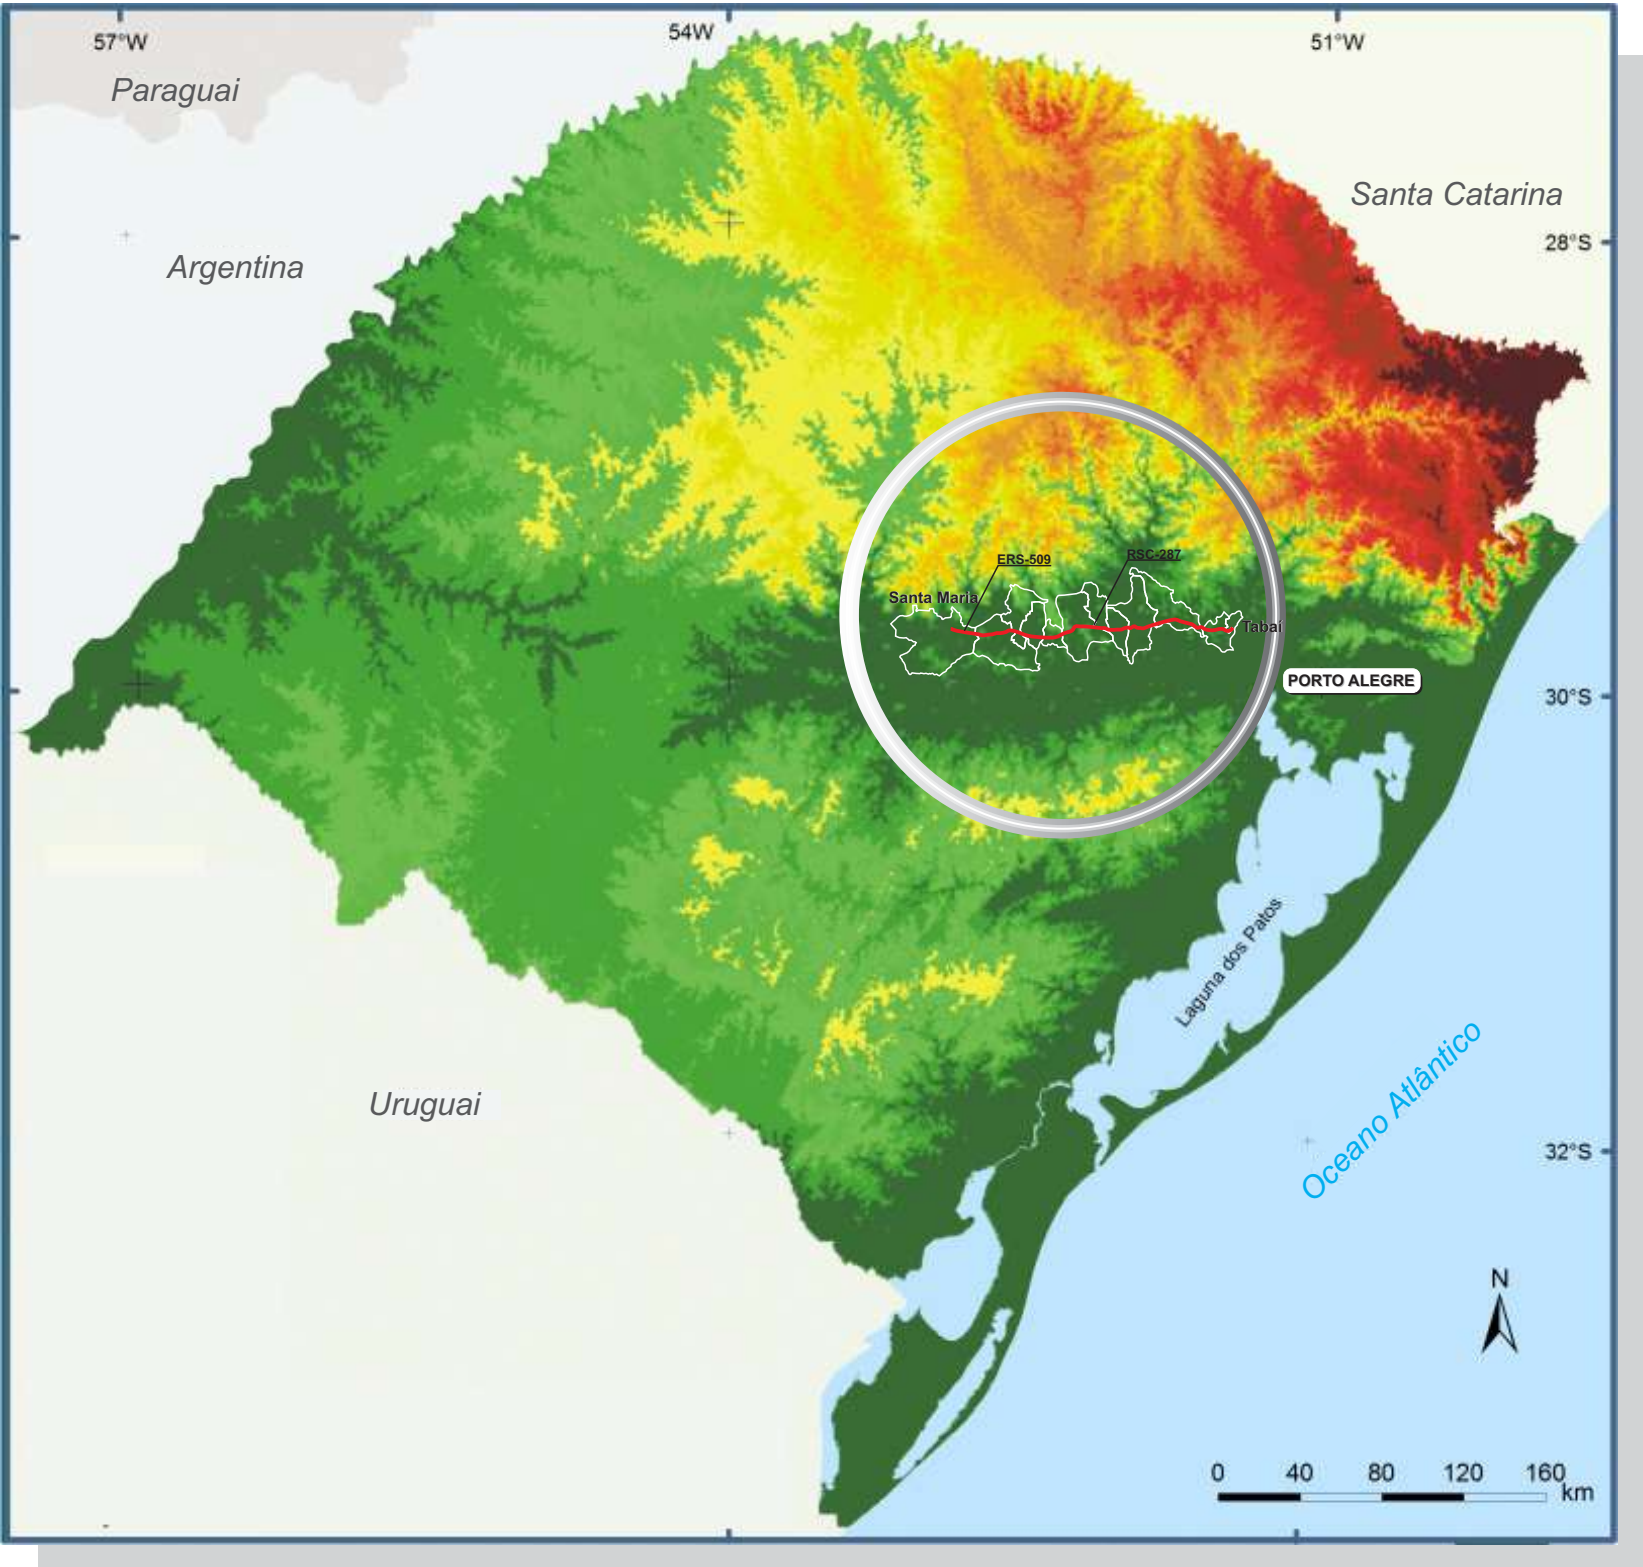 57°W
54W
51°W
Paraguai
Santa Catarina
28°S
Argentina
ERS-509
RSC-287
Santa Maria
Tabaí
PORTO ALEGRE
30°S
Laguna dos Patos
Oceano Atlântico
Uruguai
32°S
N
0 40 80 120 160
km